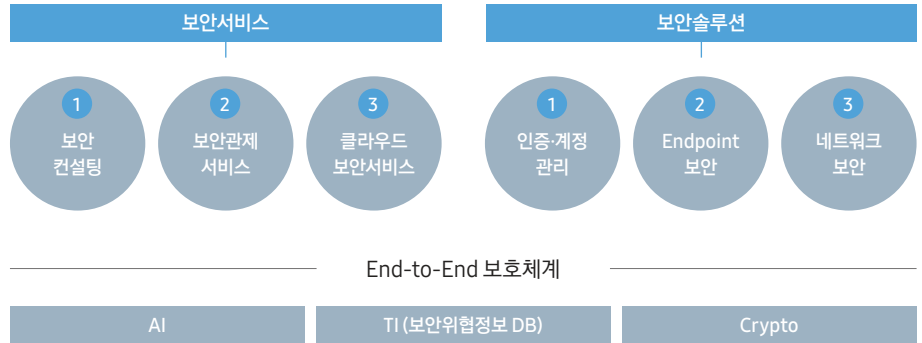 보안서비스
1
보안
컨설팅
2
보안관제
서비스
3
클라우드
보안서비스
보안솔루션
1
인증·계정
관리
2
Endpoint
보안
3
네트워크
보안
End-to-End 보호체계
AI
TI (보안위협정보 DB)
Crypto